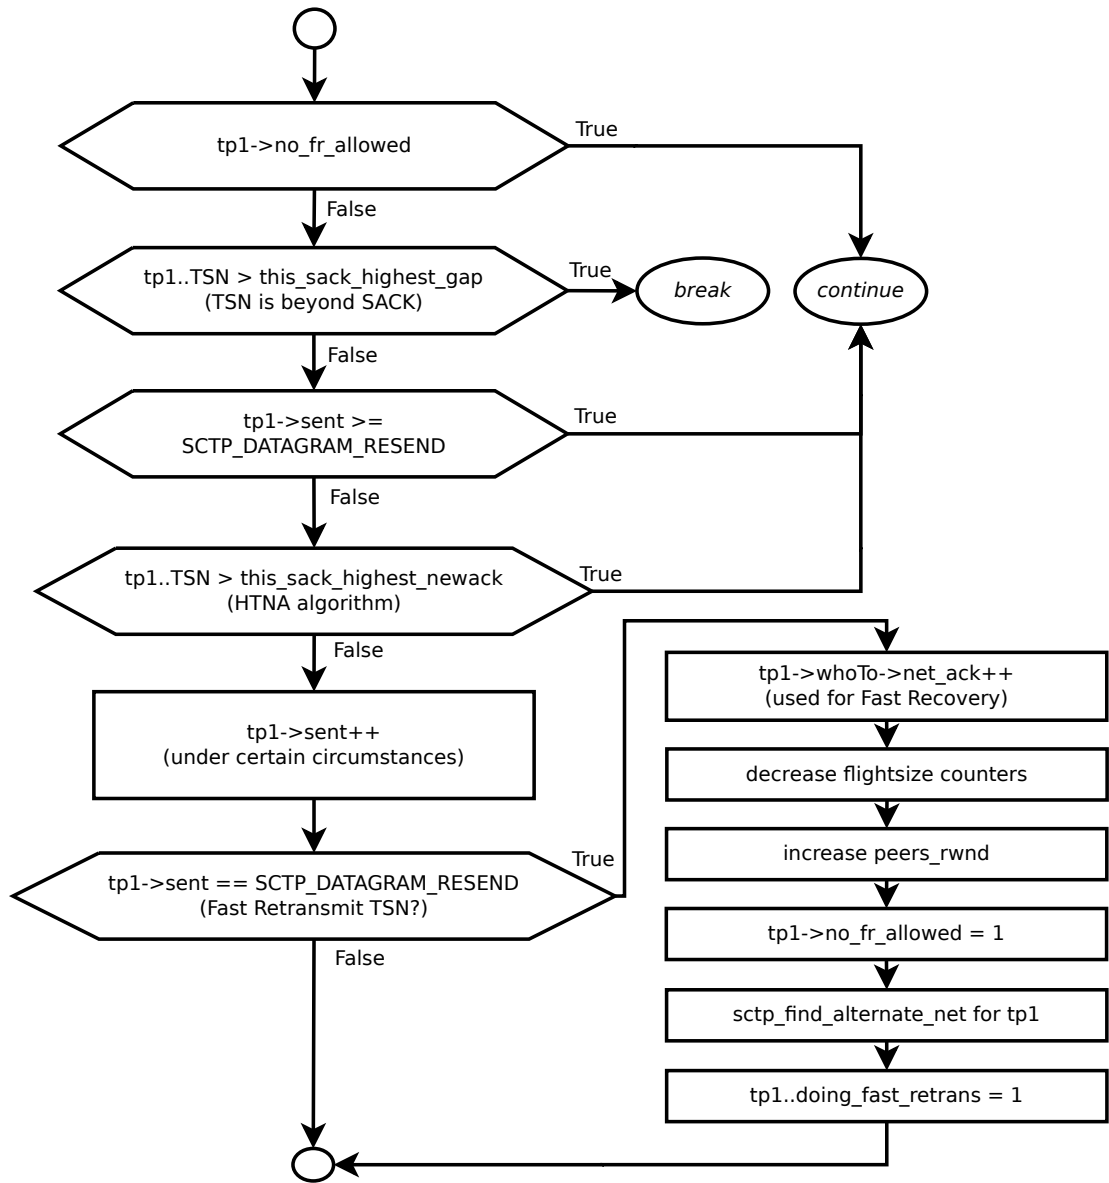 tp1->no_fr_allowed
True
False
tp1..TSN > this_sack_highest_gap
(TSN is beyond SACK)
True
break
continue
False
tp1->sent >=
SCTP_DATAGRAM_RESEND
True
False
tp1..TSN > this_sack_highest_newack
(HTNA algorithm)
True
False
tp1->sent++
(under certain circumstances)
tp1->sent == SCTP_DATAGRAM_RESEND
(Fast Retransmit TSN?)
True
False
tp1->whoTo->net_ack++
(used for Fast Recovery)
decrease flightsize counters
increase peers_rwnd
tp1->no_fr_allowed = 1
sctp_find_alternate_net for tp1
tp1..doing_fast_retrans = 1